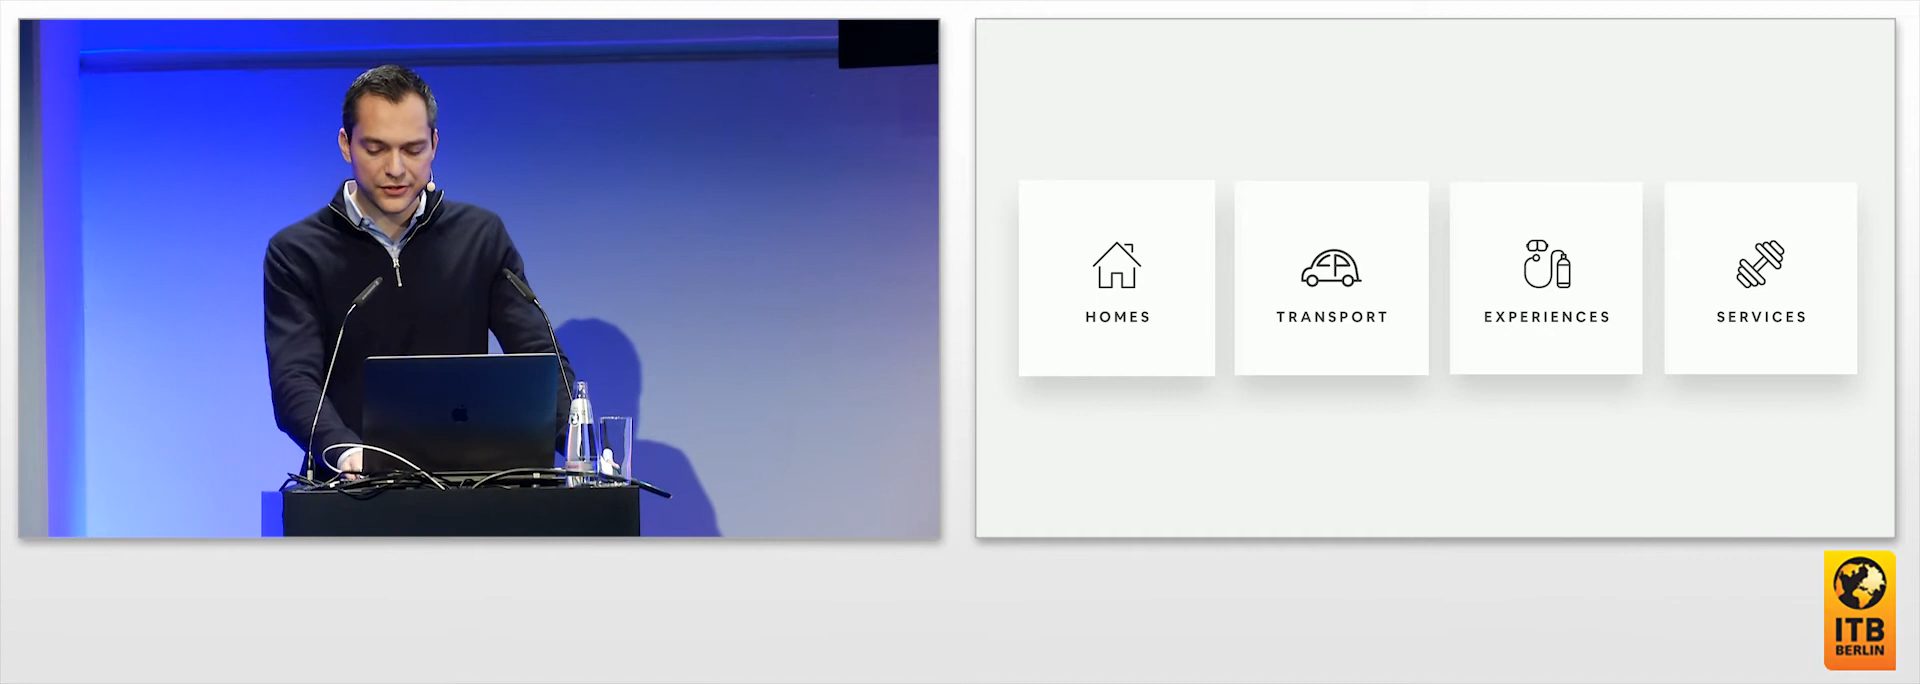 HOMES
TRANSPORT
EXPERIENCES
SERVICES
ITB
BERLIN